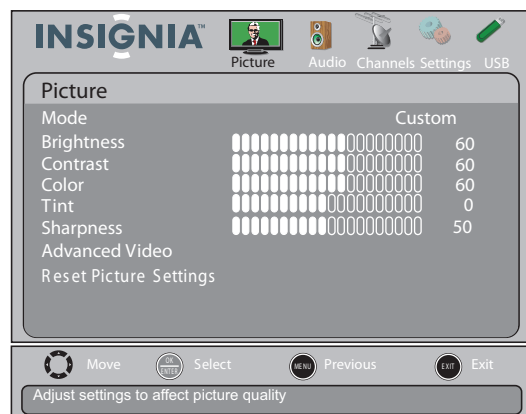 INSIGNIA™
Picture Audio Channels Settings USB
Picture
Mode Custom
Brightness 60
Contrast 60
Color 60
Tint 0
Sharpness 50
Advanced Video
Reset Picture Settings
Move OK ENTER Select MENU Previous EXIT Exit
Adjust settings to affect picture quality